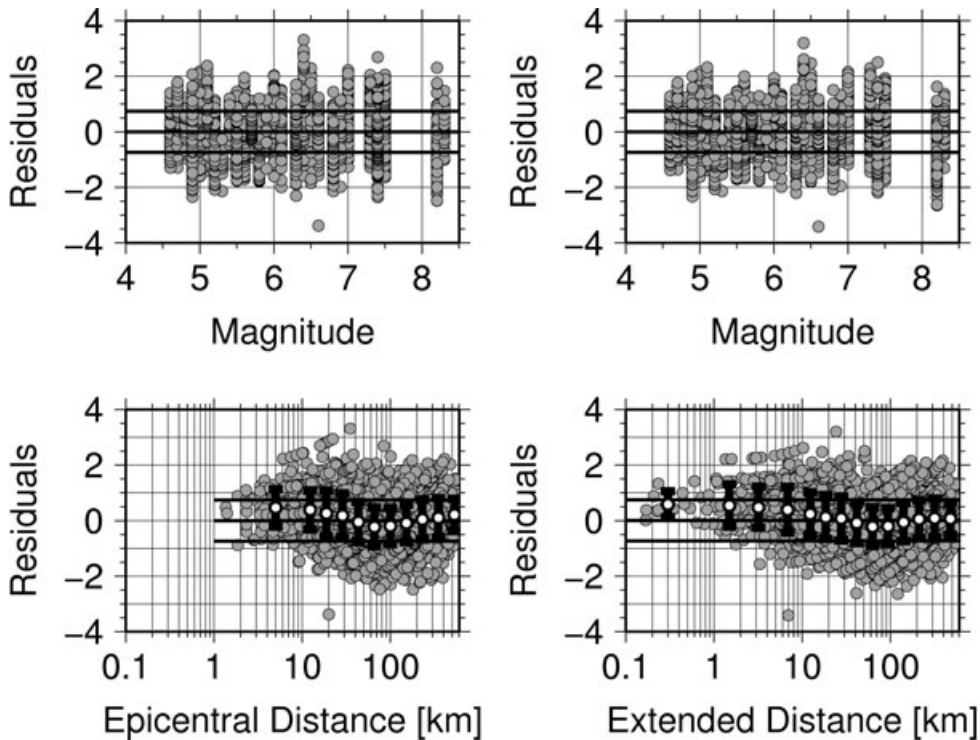 4
2
0
−2
−4
Residuals
4 5 6 7 8
Magnitude
4
2
0
−2
−4
Residuals
4 5 6 7 8
Magnitude
4
2
0
−2
−4
Residuals
0.1 1 10 100
Epicentral Distance [km]
4
2
0
−2
−4
Residuals
0.1 1 10 100
Extended Distance [km]